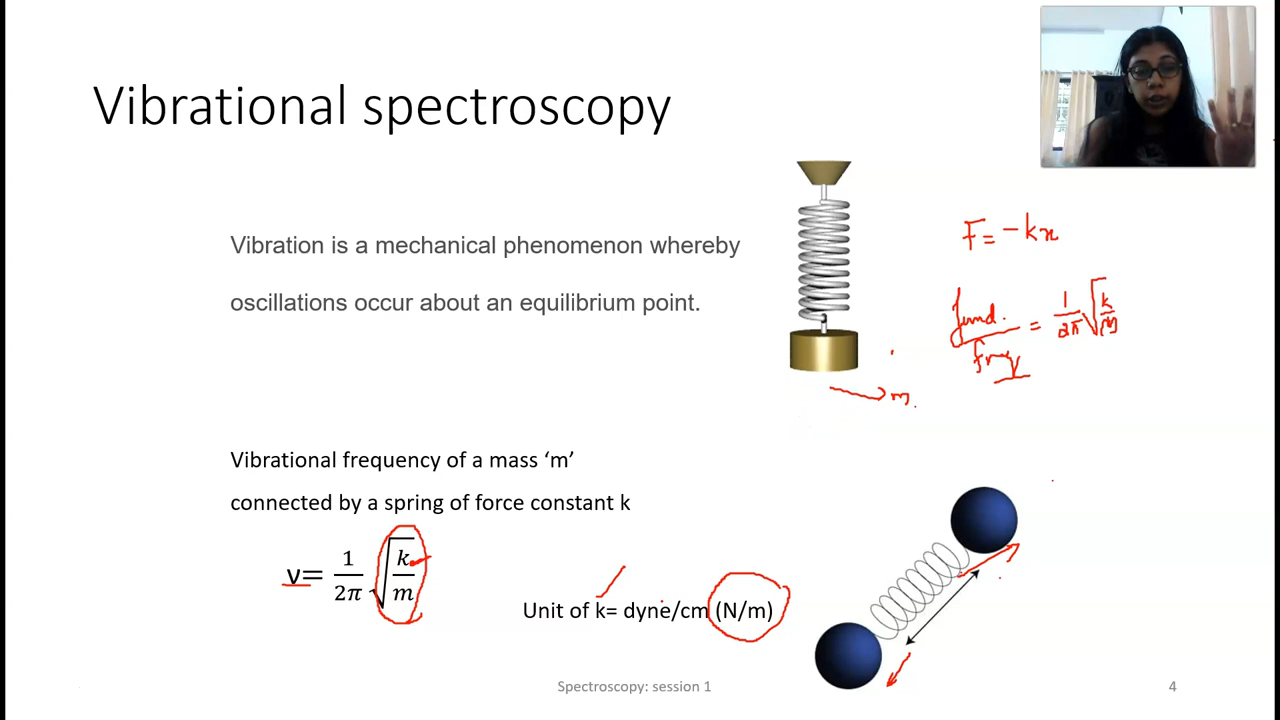 Vibrational spectroscopy
Vibration is a mechanical phenomenon whereby
oscillations occur about an equilibrium point.
F = -kx
fund. freq = 1/2π √k/m
m.
Vibrational frequency of a mass ‘m’
connected by a spring of force constant k
ν= 1/2π √k/m
Unit of k= dyne/cm (N/m)
Spectroscopy: session 1
4